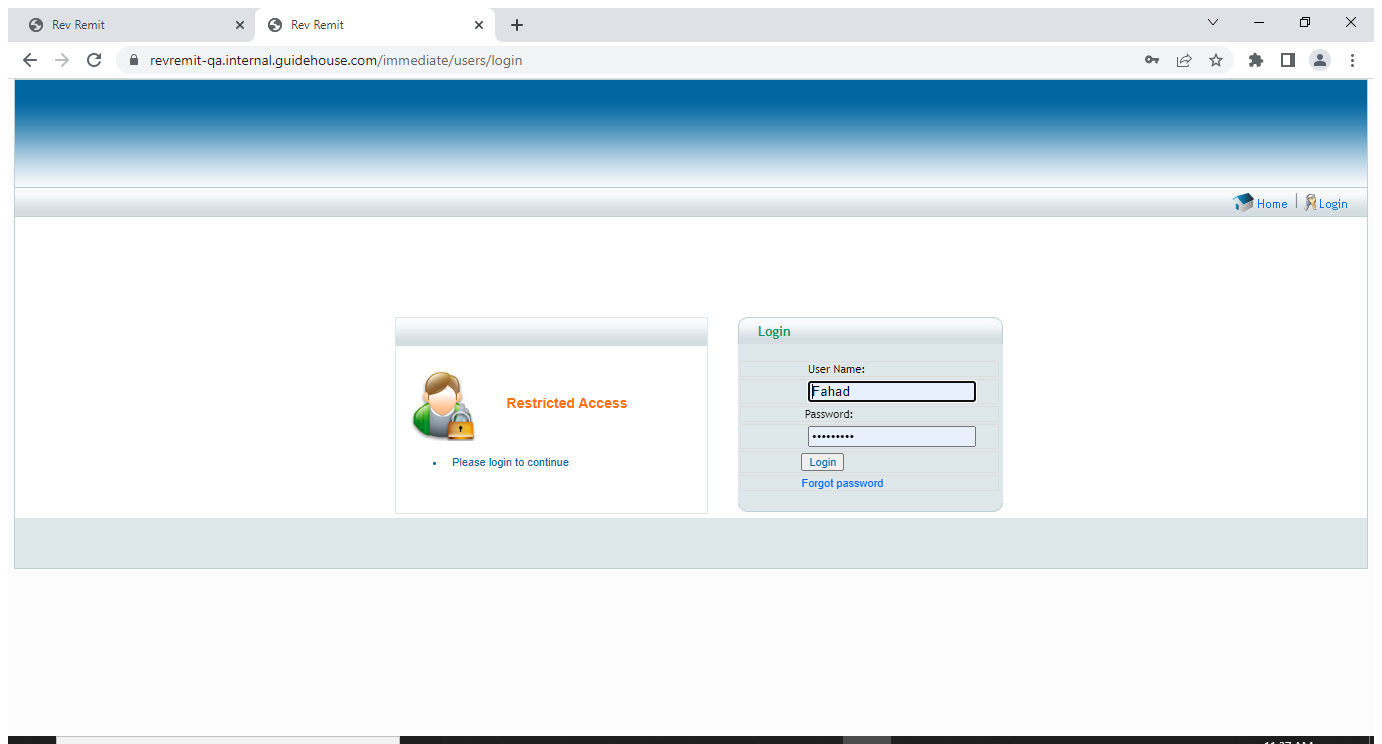 Rev Remit
Rev Remit
revremit-qa.internal.guidehouse.com/immediate/users/login
Home
Login
Login
User Name:
Fahad
Restricted Access
Password:
•••••••••
Login
Please login to continue
Forgot password